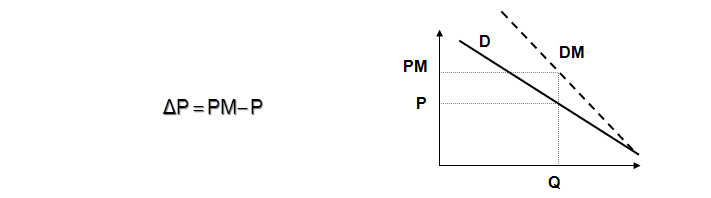 ΔP = PM– P
D
DM
PM
P
Q